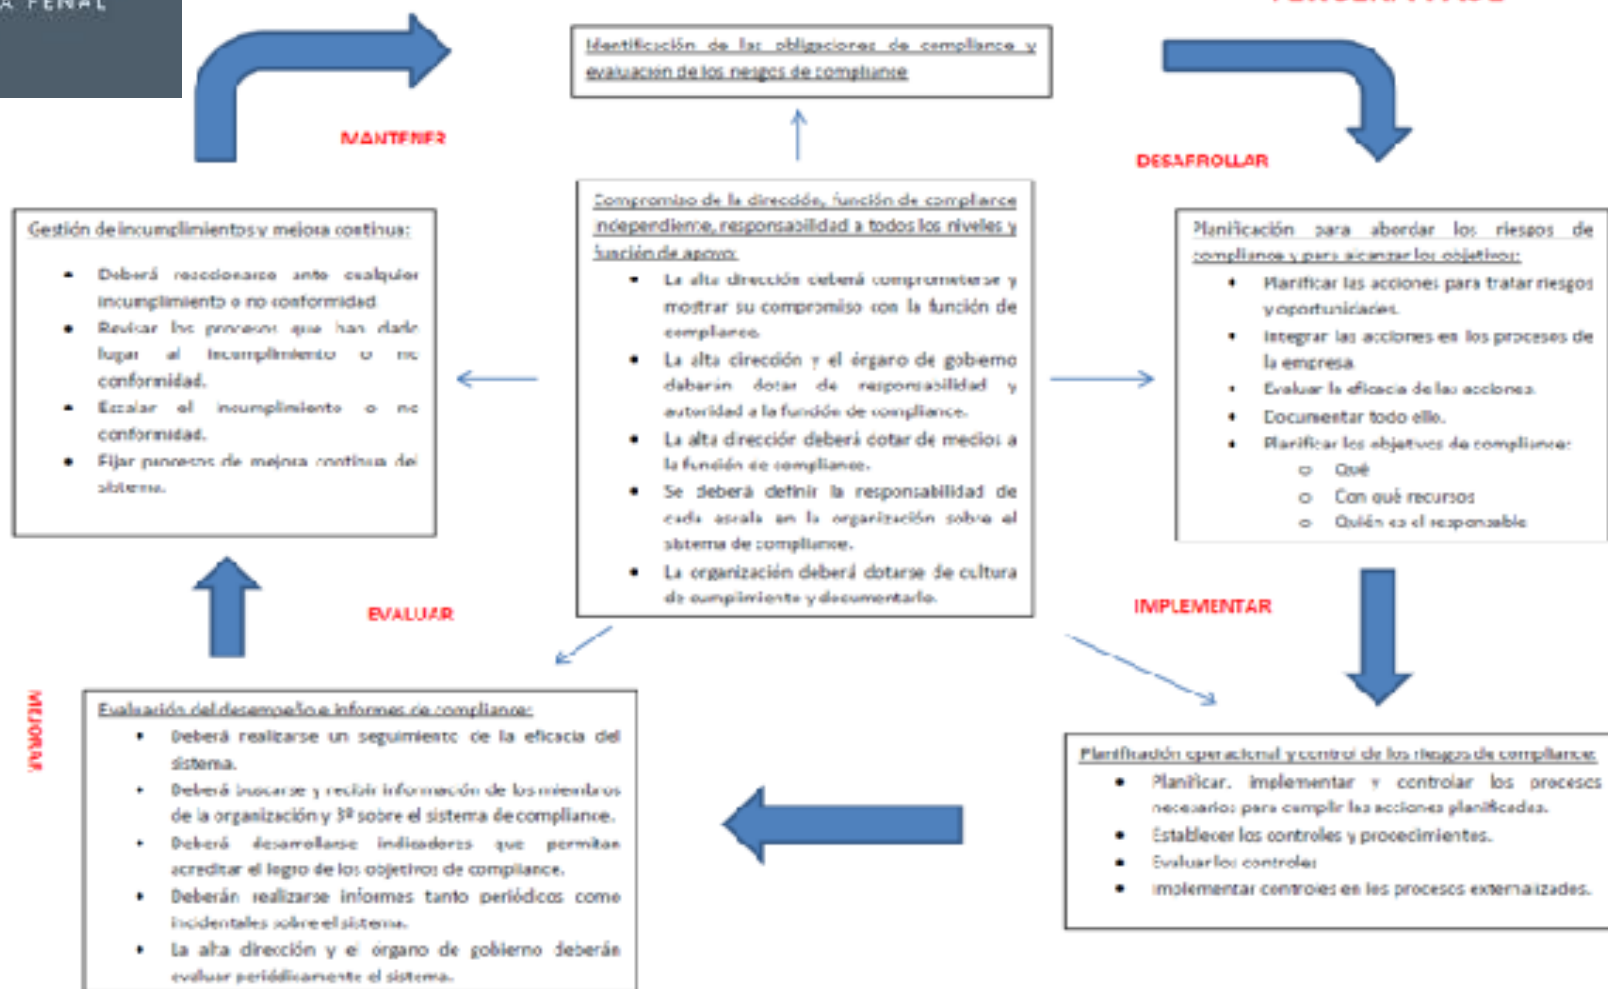 A PENAL
TERCERA FASE
Identificación de las obligaciones de compliance y
evaluación de los riesgos de compliance
MANTENER
DESARROLLAR
Gestión de incumplimientos y mejora continua:
• Deberá reaccionarse ante cualquier
incumplimiento o no conformidad
• Revisar los procesos que han dado
lugar al incumplimiento o no
conformidad.
• Escalar el incumplimiento o no
conformidad.
• Fijar procesos de mejora continua del
sistema.
Compromiso de la dirección, función de compliance
independiente, responsabilidad a todos los niveles y
función de apoyo:
• La alta dirección deberá comprometerse y
mostrar su compromiso con la función de
compliance.
• La alta dirección y el órgano de gobierno
deberán dotar de responsabilidad y
autoridad a la función de compliance.
• La alta dirección deberá dotar de medios a
la función de compliance.
• Se deberá definir la responsabilidad de
cada escala en la organización sobre el
sistema de compliance.
• La organización deberá dotarse de cultura
de cumplimiento y documentarlo.
Planificación para abordar los riesgos de
compliance y para alcanzar los objetivos:
• Planificar las acciones para tratar riesgos
y oportunidades.
• Integrar las acciones en los procesos de
la empresa.
• Evaluar la eficacia de las acciones.
• Documentar todo ello.
• Planificar los objetivos de compliance:
o Qué
o Con qué recursos
o Quién es el responsable
EVALUAR
IMPLEMENTAR
MEJORAR
Evaluación del desempeño e informes de compliance:
• Deberá realizarse un seguimiento de la eficacia del
sistema.
• Deberá buscarse y recibir información de los miembros
de la organización y 3º sobre el sistema de compliance.
• Deberá desarrollarse indicadores que permitan
acreditar el logro de los objetivos de compliance.
• Deberán realizarse informes tanto periódicos como
incidentales sobre el sistema.
• La alta dirección y el órgano de gobierno deberán
evaluar periódicamente el sistema.
Planificación operacional y control de los riesgos de compliance:
• Planificar, implementar y controlar los procesos
necesarios para cumplir las acciones planificadas.
• Establecer los controles y procedimientos.
• Evaluar los controles
• Implementar controles en los procesos externalizados.